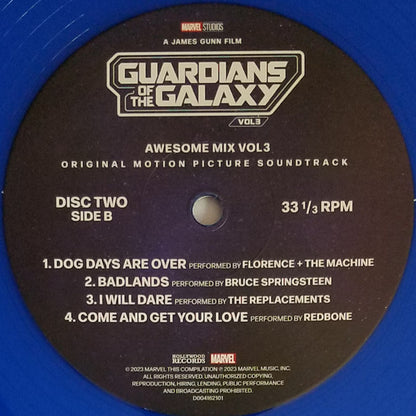 MARVEL STUDIOS
A JAMES GUNN FILM
GUARDIANS
OF THE GALAXY
VOL3
AWESOME MIX VOL3
ORIGINAL MOTION PICTURE SOUNDTRACK
DISC TWO 33 1/3 RPM
SIDE B
1. DOG DAYS ARE OVER PERFORMED BY FLORENCE + THE MACHINE
2. BADLANDS PERFORMED BY BRUCE SPRINGSTEEN
3. I WILL DARE PERFORMED BY THE REPLACEMENTS
4. COME AND GET YOUR LOVE PERFORMED BY REDBONE
HOLLYWOOD RECORDS MARVEL
℗ 2023 MARVEL THIS COMPILATION ℗ 2023 MARVEL MUSIC, INC.
ALL RIGHTS RESERVED. UNAUTHORIZED COPYING,
REPRODUCTION, HIRING, LENDING, PUBLIC PERFORMANCE
AND BROADCASTING PROHIBITED.
D004162101